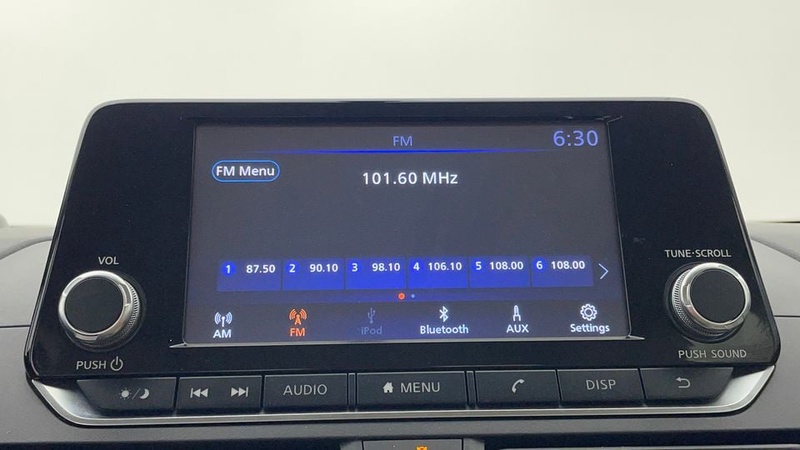 FM
6:30
FM Menu
101.60 MHz
1 87.50 2 90.10 3 98.10 4 106.10 5 108.00 6 108.00
AM FM iPod Bluetooth AUX Settings
VOL
PUSH
TUNE·SCROLL
PUSH SOUND
AUDIO MENU DISP